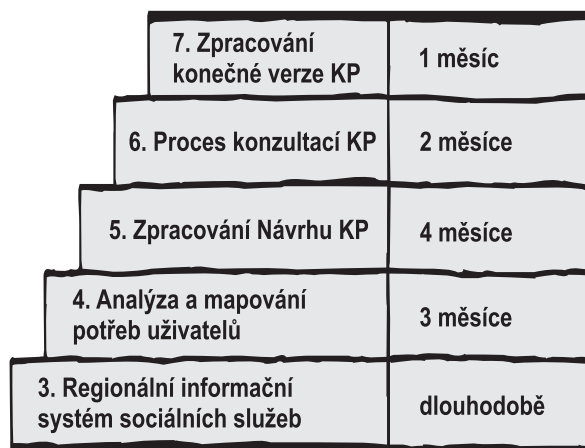 7. Zpracování
konečné verze KP
1 měsíc
6. Proces konzultací KP
2 měsíce
5. Zpracování Návrhu KP
4 měsíce
4. Analýza a mapování
potřeb uživatelů
3 měsíce
3. Regionální informační
systém sociálních služeb
dlouhodobě